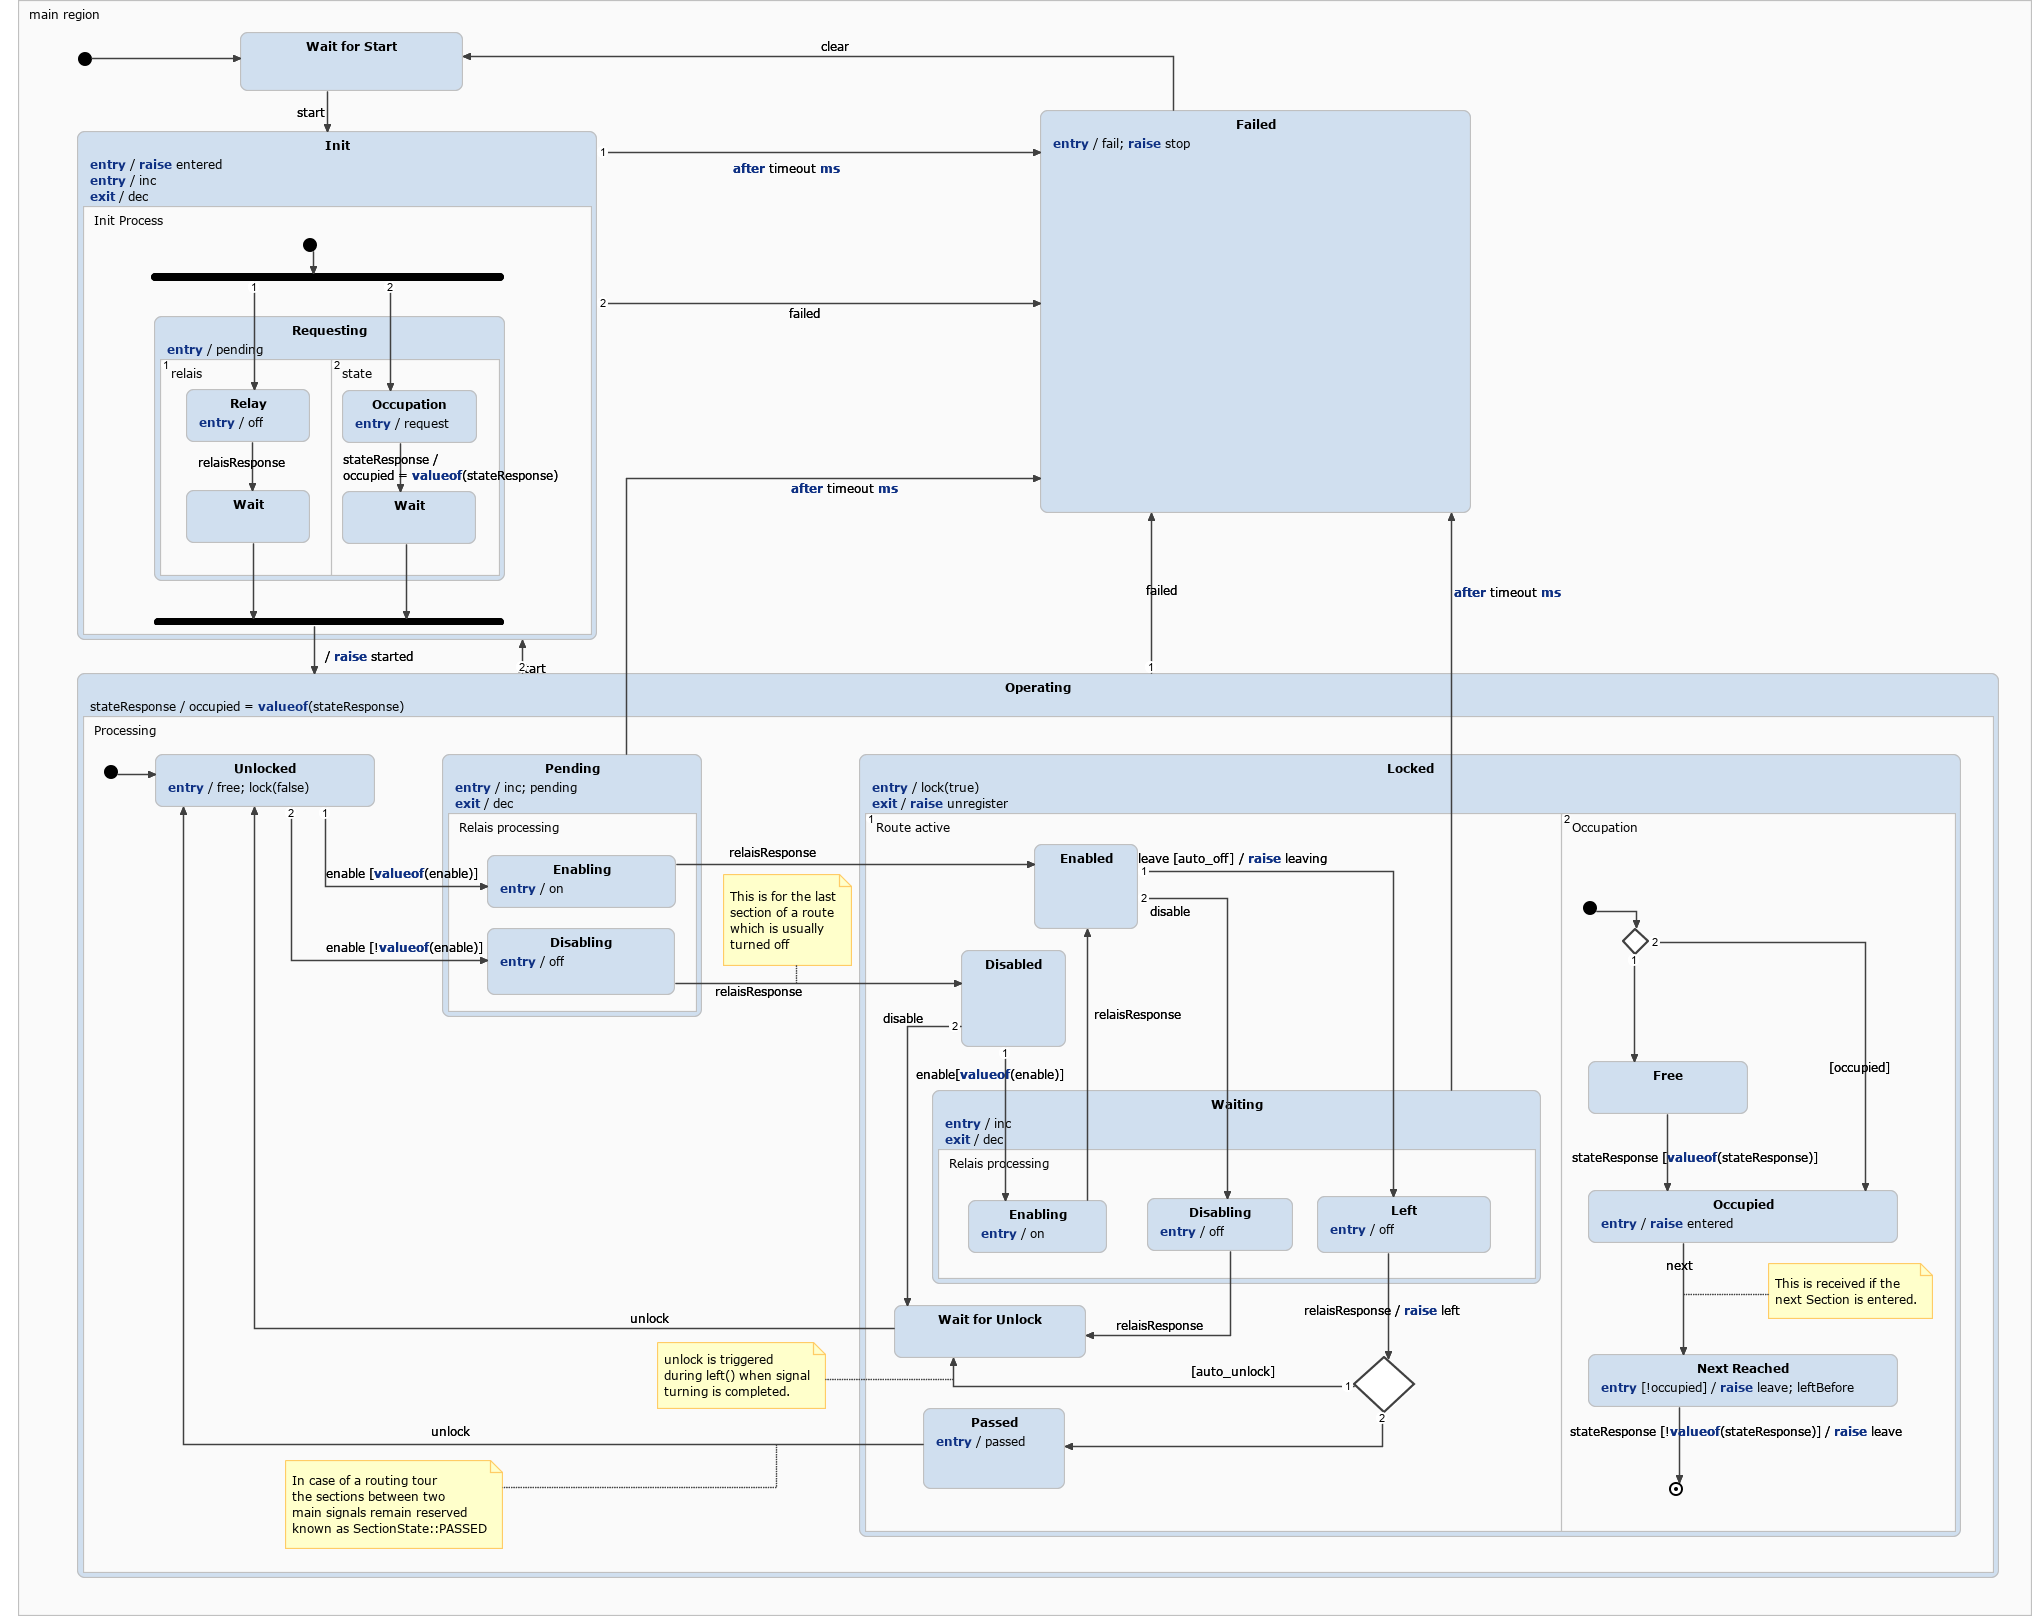 main region
Wait for Start
clear
start
Init
entry / raise entered
entry / inc
exit / dec
Init Process
1
2
Requesting
entry / pending
1
relais
2
state
Relay
entry / off
Occupation
entry / request
relaisResponse
stateResponse /
occupied = valueof(stateResponse)
Wait
Wait
/ raise started
1
after timeout ms
2
failed
Failed
entry / fail; raise stop
after timeout ms
failed
1
after timeout ms
2
Operating
stateResponse / occupied = valueof(stateResponse)
Processing
Unlocked
entry / free; lock(false)
2
1
enable [valueof(enable)]
enable [!valueof(enable)]
Pending
entry / inc; pending
exit / dec
Relais processing
Enabling
entry / on
Disabling
entry / off
relaisResponse
This is for the last
section of a route
which is usually
turned off
relaisResponse
Locked
entry / lock(true)
exit / raise unregister
1
Route active
Enabled
leave [auto_off] / raise leaving
1
2
disable
Disabled
disable
2
1
enable[valueof(enable)]
relaisResponse
Waiting
entry / inc
exit / dec
Relais processing
Enabling
entry / on
Disabling
entry / off
Left
entry / off
Wait for Unlock
relaisResponse
relaisResponse / raise left
unlock
unlock is triggered
during left() when signal
turning is completed.
[auto_unlock]
1
2
Passed
entry / passed
unlock
In case of a routing tour
the sections between two
main signals remain reserved
known as SectionState::PASSED
2
Occupation
2
1
[occupied]
Free
stateResponse [valueof(stateResponse)]
Occupied
entry / raise entered
next
This is received if the
next Section is entered.
Next Reached
entry [!occupied] / raise leave; leftBefore
stateResponse [!valueof(stateResponse)] / raise leave